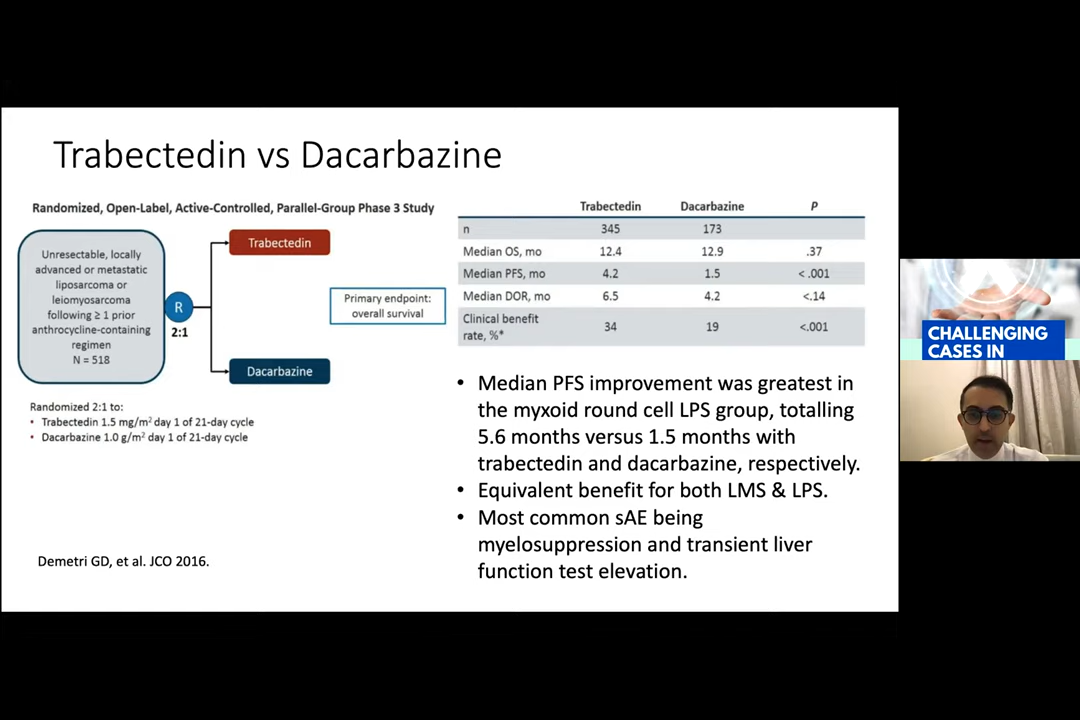 Trabectedin vs Dacarbazine
Randomized, Open-Label, Active-Controlled, Parallel-Group Phase 3 Study
Unresectable, locally
advanced or metastatic
liposarcoma or
leiomyosarcoma
following ≥ 1 prior
anthrocycline-containing
regimen
N = 518
R
2:1
Trabectedin
Dacarbazine
Primary endpoint:
overall survival
Randomized 2:1 to:
• Trabectedin 1.5 mg/m² day 1 of 21-day cycle
• Dacarbazine 1.0 g/m² day 1 of 21-day cycle
Demetri GD, et al. JCO 2016.
Trabectedin Dacarbazine P
n 345 173
Median OS, mo 12.4 12.9 .37
Median PFS, mo 4.2 1.5 < .001
Median DOR, mo 6.5 4.2 <.14
Clinical benefit
rate, %* 34 19 <.001
• Median PFS improvement was greatest in
the myxoid round cell LPS group, totalling
5.6 months versus 1.5 months with
trabectedin and dacarbazine, respectively.
• Equivalent benefit for both LMS & LPS.
• Most common sAE being
myelosuppression and transient liver
function test elevation.
CHALLENGING
CASES IN